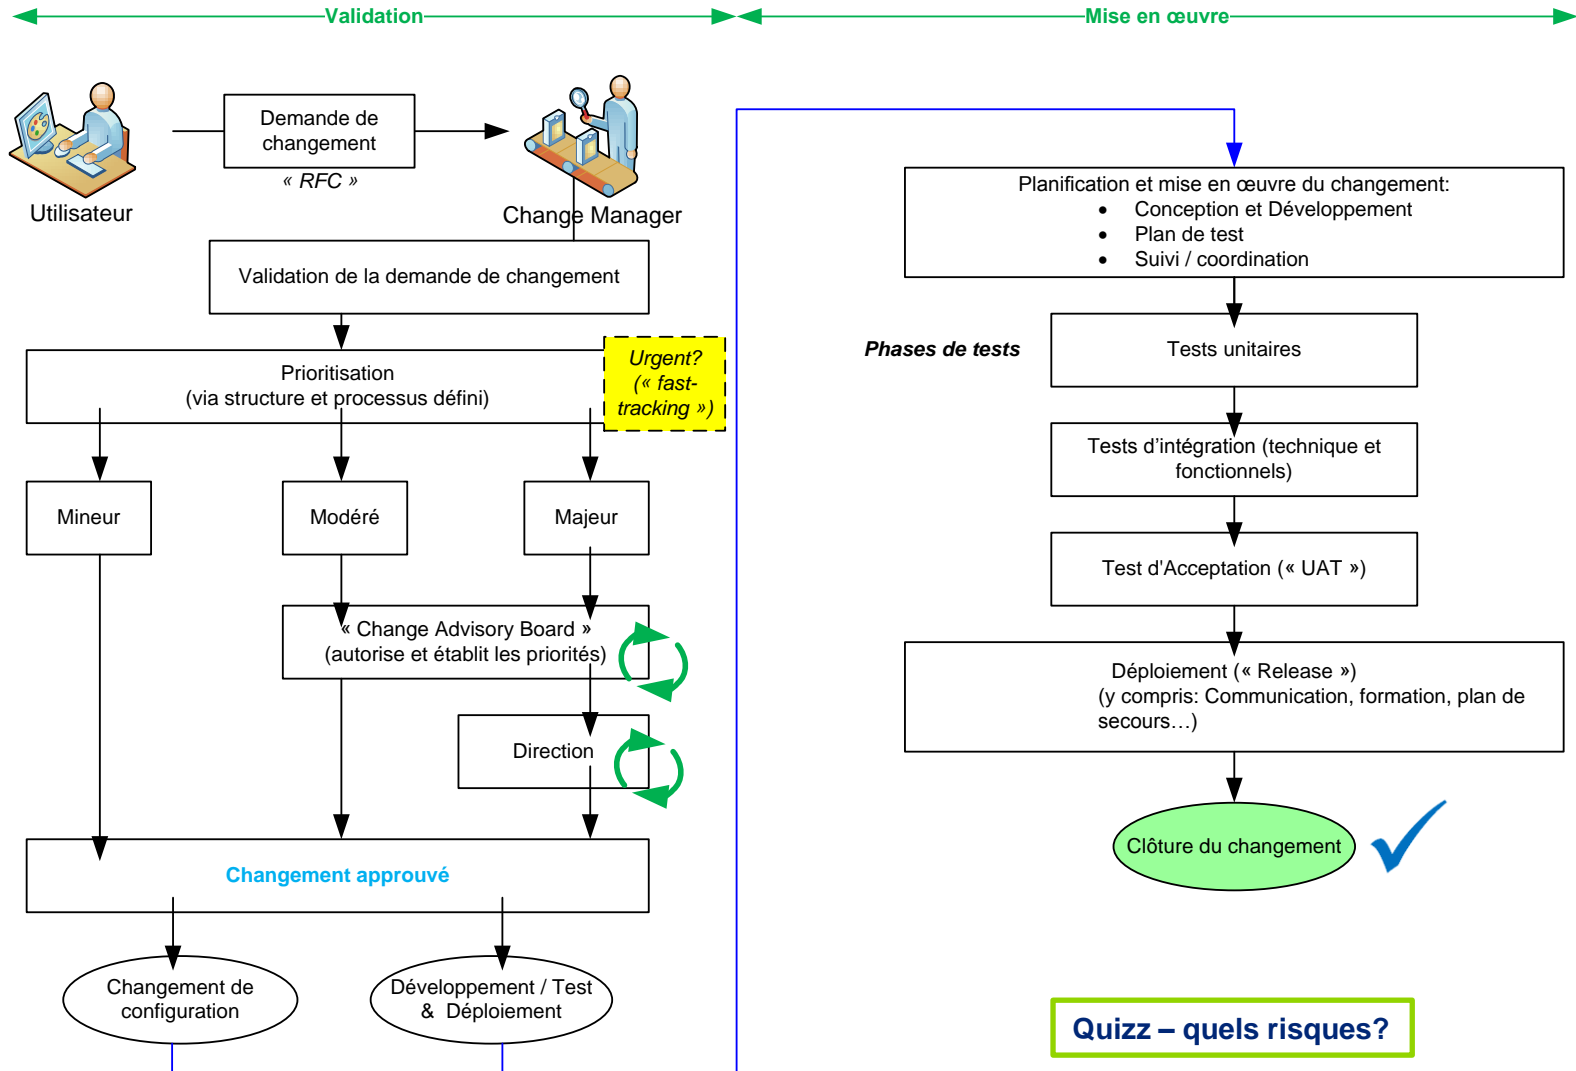 Validation
Mise en œuvre
Demande de
changement
« RFC »
Utilisateur
Change Manager
Validation de la demande de changement
Prioritisation
(via structure et processus défini)
Urgent?
(« fast-
tracking »)
Mineur
Modéré
Majeur
« Change Advisory Board »
(autorise et établit les priorités)
Direction
Changement approuvé
Changement de
configuration
Développement / Test
& Déploiement
Planification et mise en œuvre du changement:
• Conception et Développement
• Plan de test
• Suivi / coordination
Phases de tests
Tests unitaires
Tests d'intégration (technique et
fonctionnels)
Test d'Acceptation (« UAT »)
Déploiement (« Release »)
(y compris: Communication, formation, plan de
secours…)
Clôture du changement
Quizz – quels risques?